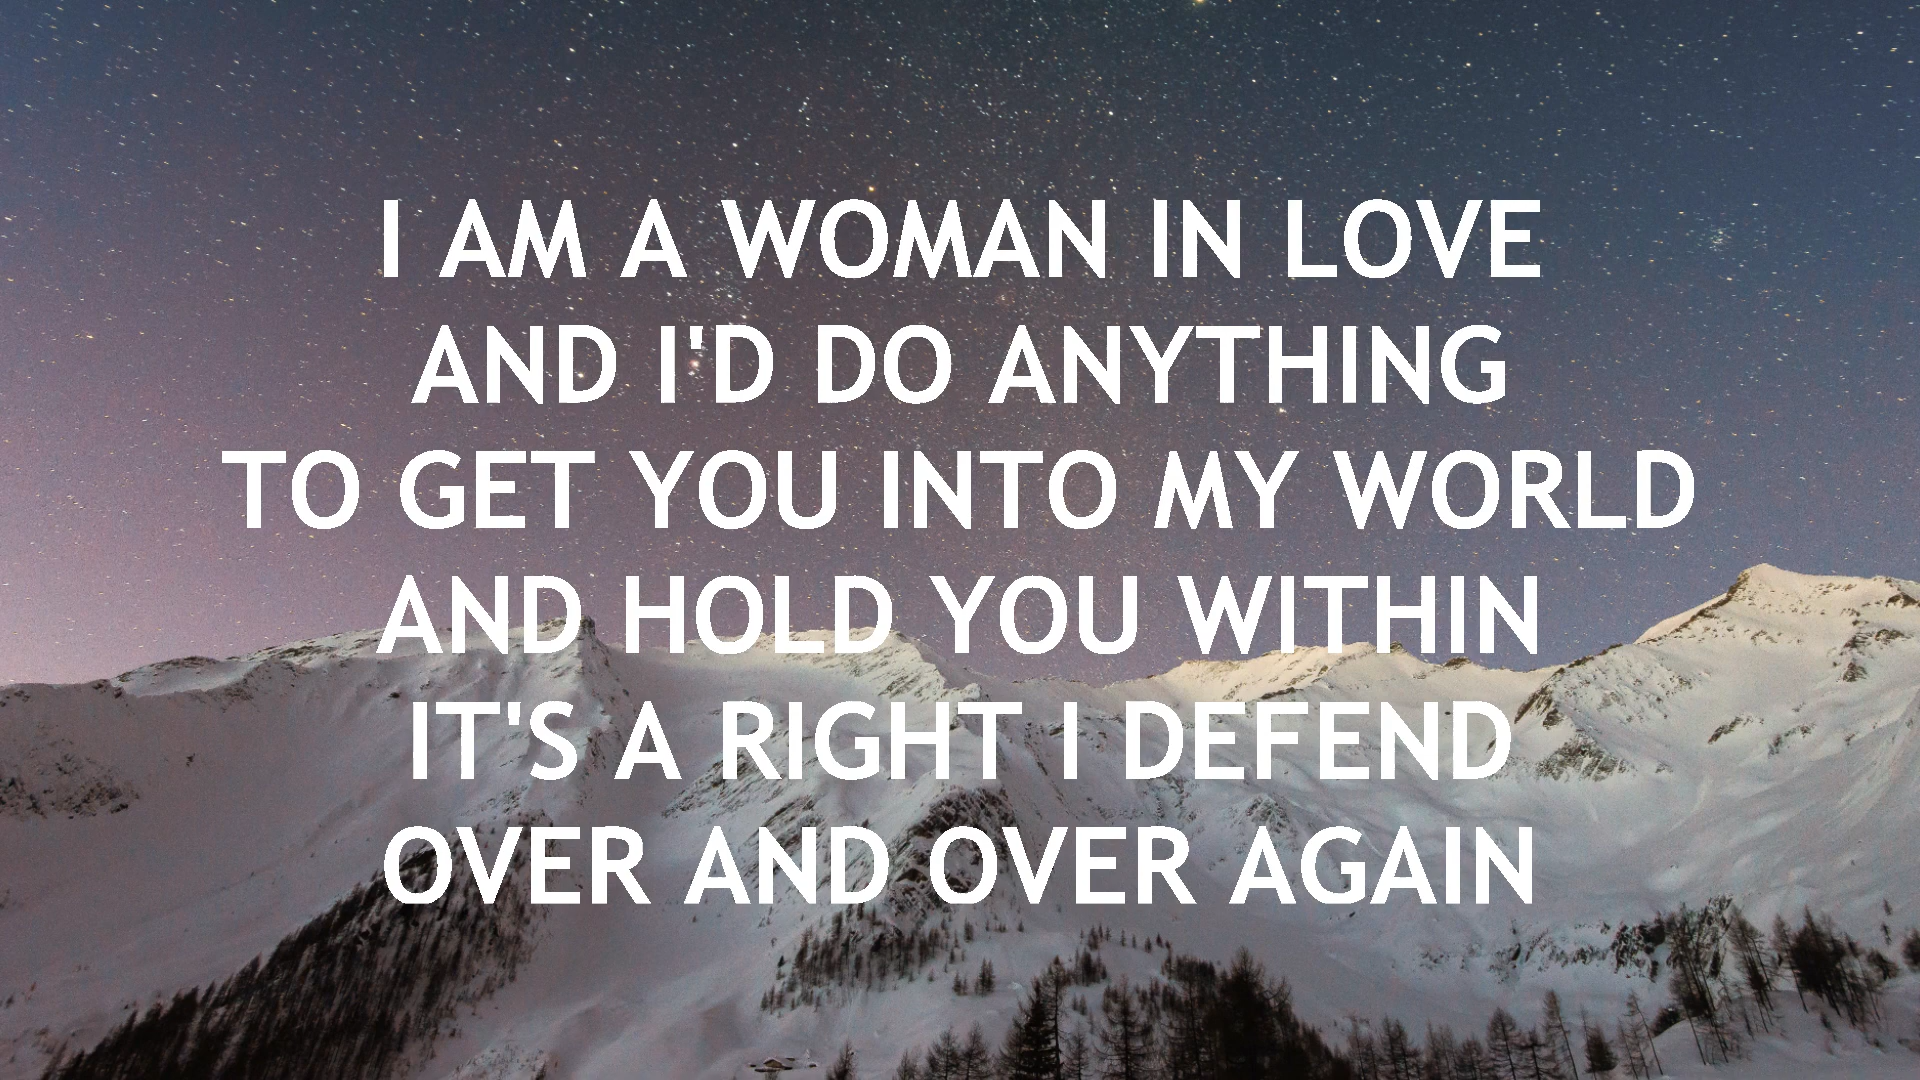 I AM A WOMAN IN LOVE
AND I'D DO ANYTHING
TO GET YOU INTO MY WORLD
AND HOLD YOU WITHIN
IT'S A RIGHT I DEFEND
OVER AND OVER AGAIN